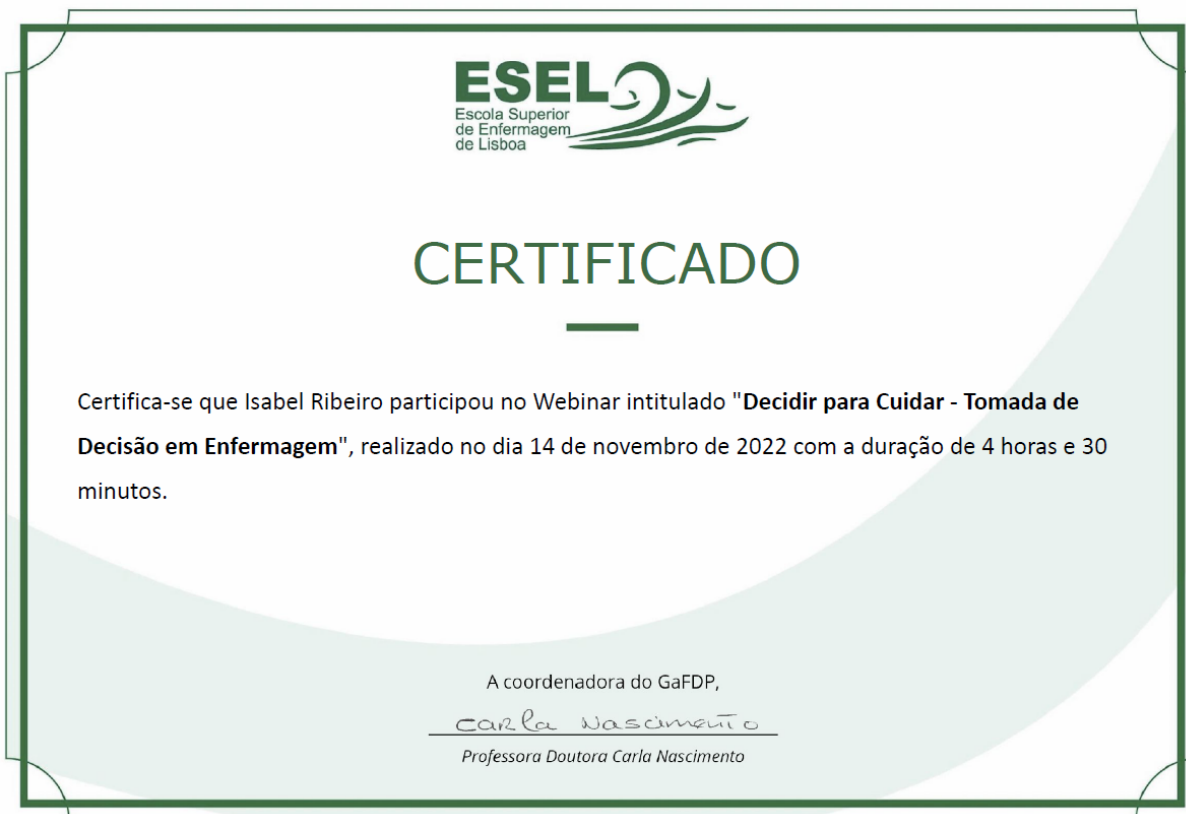 ESEL
Escola Superior
de Enfermagem
de Lisboa
CERTIFICADO
Certifica-se que Isabel Ribeiro participou no Webinar intitulado "Decidir para Cuidar - Tomada de
Decisão em Enfermagem", realizado no dia 14 de novembro de 2022 com a duração de 4 horas e 30
minutos.
A coordenadora do GaFDP,
Carla Nascimento
Professora Doutora Carla Nascimento